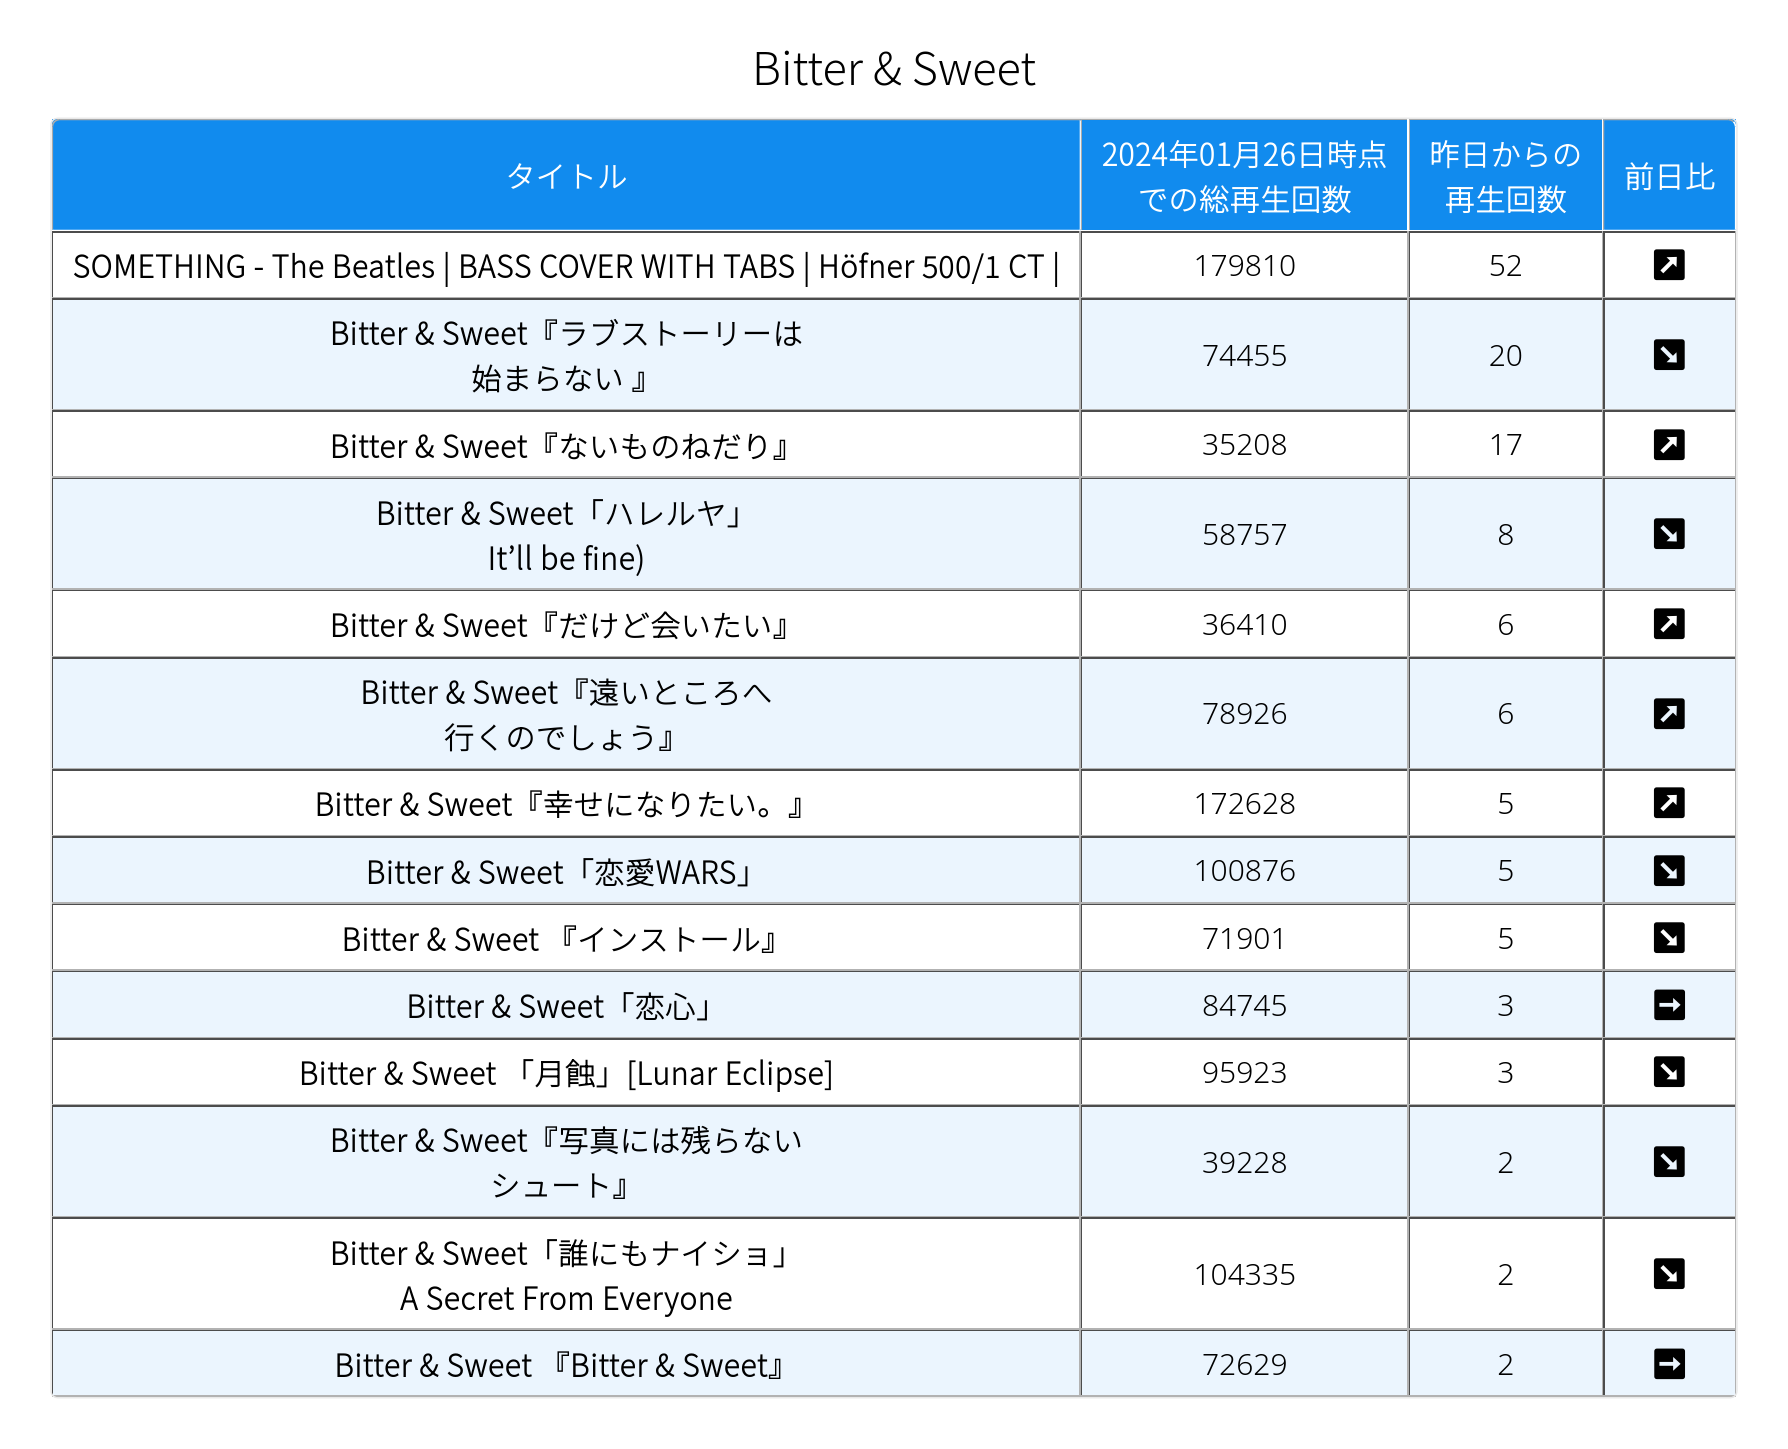 Bitter & Sweet
タイトル
2024年01月26日時点
での総再生回数
昨日からの
再生回数
前日比
SOMETHING - The Beatles | BASS COVER WITH TABS | Höfner 500/1 CT |
179810
52
Bitter & Sweet『ラブストーリーは
始まらない 』
74455
20
Bitter & Sweet『ないものねだり』
35208
17
Bitter & Sweet「ハレルヤ」
It’ll be fine)
58757
8
Bitter & Sweet『だけど会いたい』
36410
6
Bitter & Sweet『遠いところへ
行くのでしょう』
78926
6
Bitter & Sweet『幸せになりたい。』
172628
5
Bitter & Sweet「恋愛WARS」
100876
5
Bitter & Sweet 『インストール』
71901
5
Bitter & Sweet「恋心」
84745
3
Bitter & Sweet 「月蝕」[Lunar Eclipse]
95923
3
Bitter & Sweet『写真には残らない
シュート』
39228
2
Bitter & Sweet「誰にもナイショ」
A Secret From Everyone
104335
2
Bitter & Sweet 『Bitter & Sweet』
72629
2